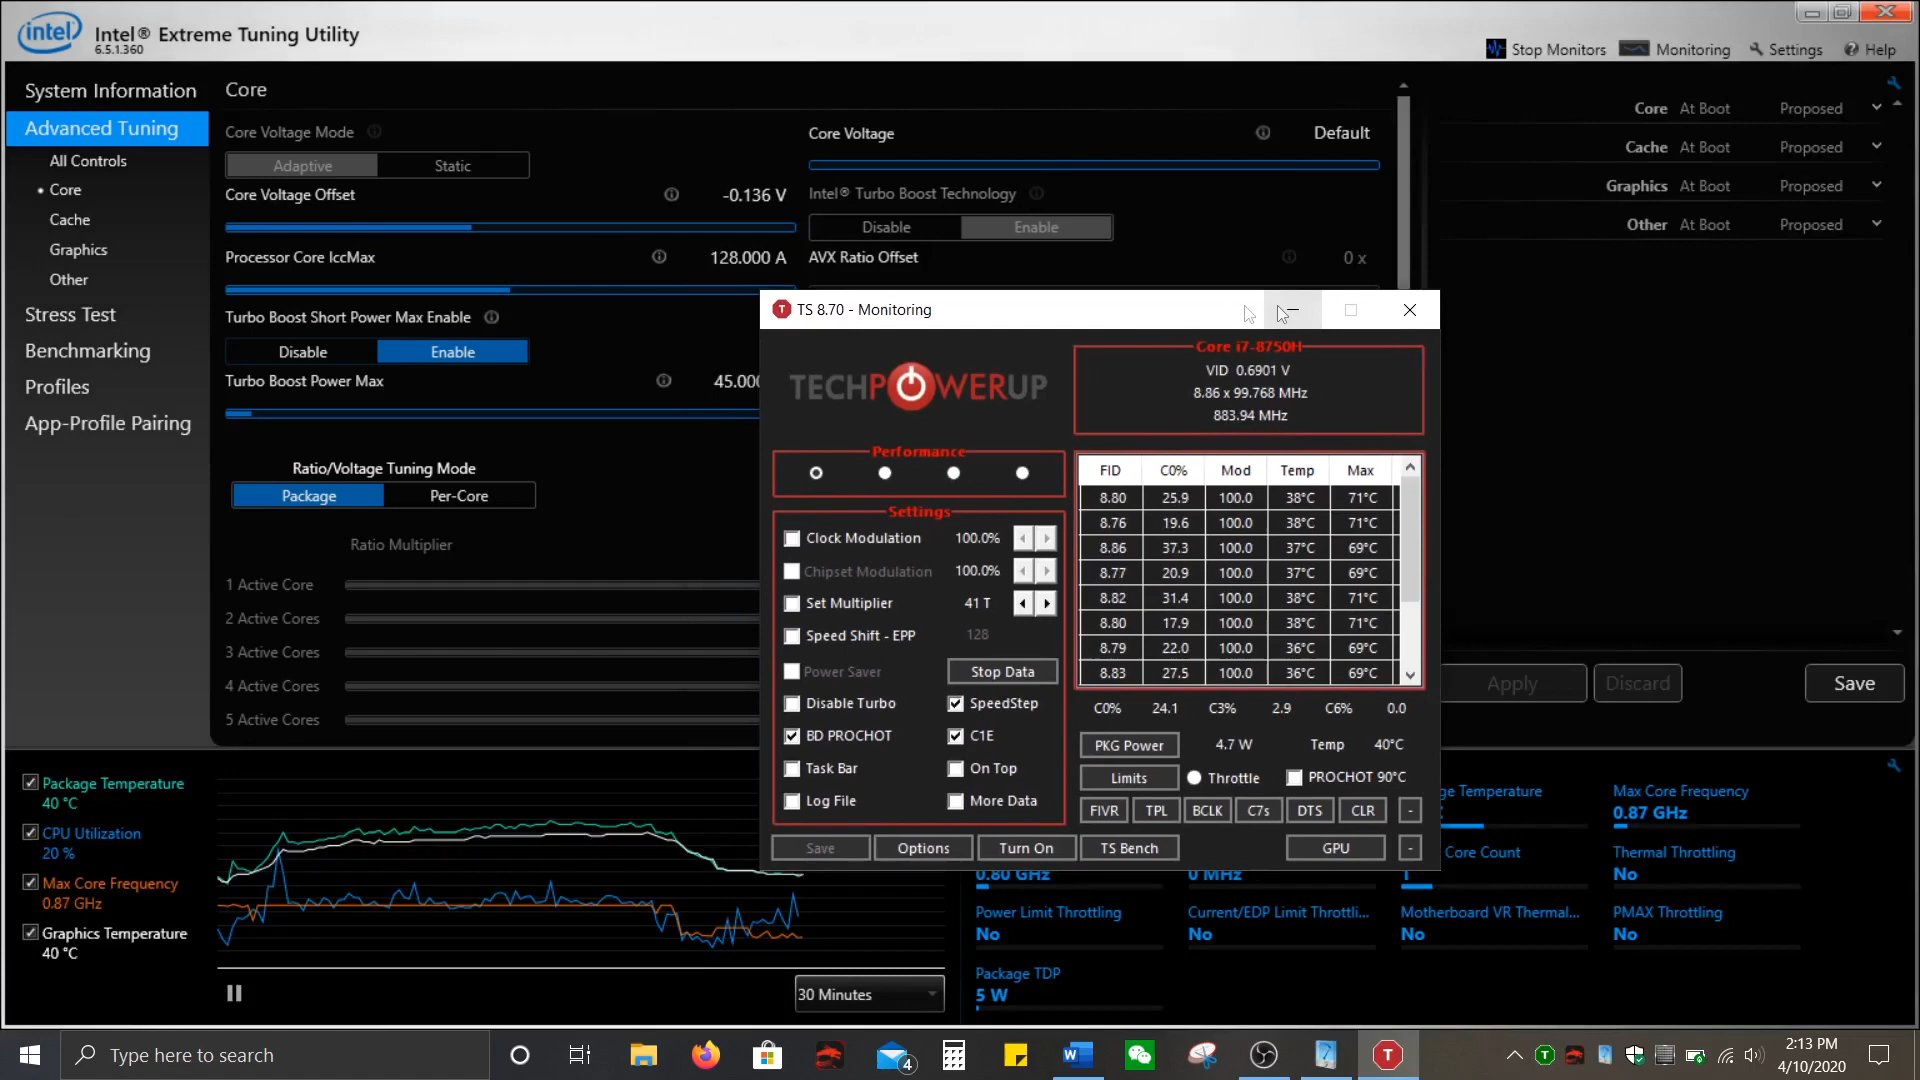 intel
Intel® Extreme Tuning Utility
6.5.1.360
Stop Monitors
Monitoring
Settings
Help
System Information
Advanced Tuning
All Controls
Core
Cache
Graphics
Other
Stress Test
Benchmarking
Profiles
App-Profile Pairing
Core
Core Voltage Mode
Adaptive Static
Core Voltage Offset -0.136 V
Processor Core IccMax 128.000 A
Turbo Boost Short Power Max Enable
Disable Enable
Turbo Boost Power Max 45.00
Ratio/Voltage Tuning Mode
Package Per-Core
Ratio Multiplier
1 Active Core
2 Active Cores
3 Active Cores
4 Active Cores
5 Active Cores
Core Voltage Default
Intel® Turbo Boost Technology
Disable Enable
AVX Ratio Offset 0 x
Core At Boot Proposed
Cache At Boot Proposed
Graphics At Boot Proposed
Other At Boot Proposed
Apply Discard Save
T TS 8.70 - Monitoring
TECHPOWERUP
Core i7-8750H
VID 0.6901 V
8.86 x 99.768 MHz
883.94 MHz
Performance
Settings
Clock Modulation 100.0%
Chipset Modulation 100.0%
Set Multiplier 41 T
Speed Shift - EPP 128
Power Saver Stop Data
Disable Turbo SpeedStep
BD PROCHOT C1E
Task Bar On Top
Log File More Data
Save Options Turn On TS Bench GPU -
FID C0% Mod Temp Max
8.80 25.9 100.0 38°C 71°C
8.76 19.6 100.0 38°C 71°C
8.86 37.3 100.0 37°C 69°C
8.77 20.9 100.0 37°C 69°C
8.82 31.4 100.0 38°C 71°C
8.80 17.9 100.0 38°C 71°C
8.79 22.0 100.0 36°C 69°C
8.83 27.5 100.0 36°C 69°C
C0% 24.1 C3% 2.9 C6% 0.0
PKG Power 4.7 W Temp 40°C
Limits Throttle PROCHOT 90°C
FIVR TPL BCLK C7s DTS CLR -
Package Temperature
40 °C
CPU Utilization
20 %
Max Core Frequency
0.87 GHz
Graphics Temperature
40 °C
30 Minutes
ge Temperature
Max Core Frequency
0.87 GHz
Core Count
1
Thermal Throttling
No
0.80 GHz
0 MHz
Power Limit Throttling
No
Current/EDP Limit Throttli...
No
Motherboard VR Thermal...
No
PMAX Throttling
No
Package TDP
5 W
Type here to search
4
W
T
T
2:13 PM
4/10/2020